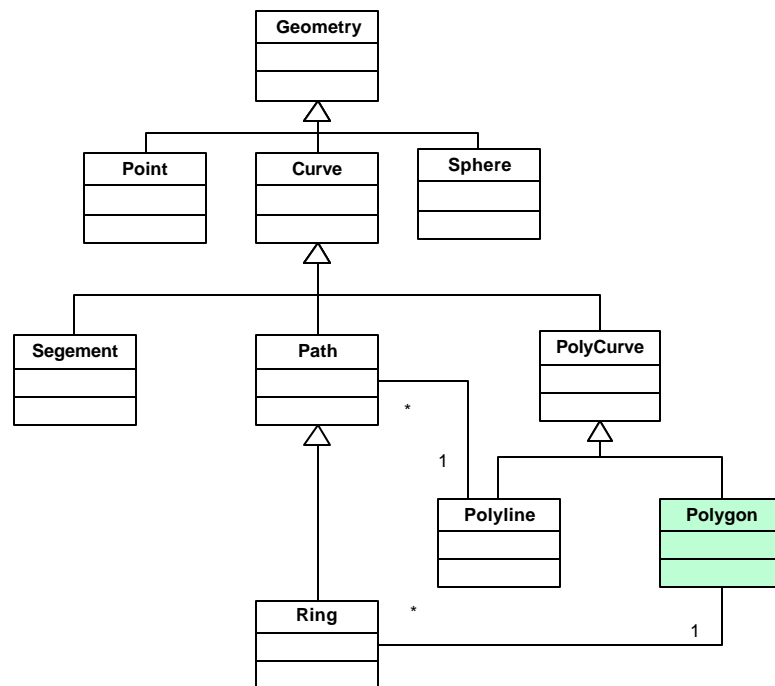 Geometry
Point
Curve
Sphere
Segement
Path
PolyCurve
*
1
Polyline
Polygon
Ring
*
1